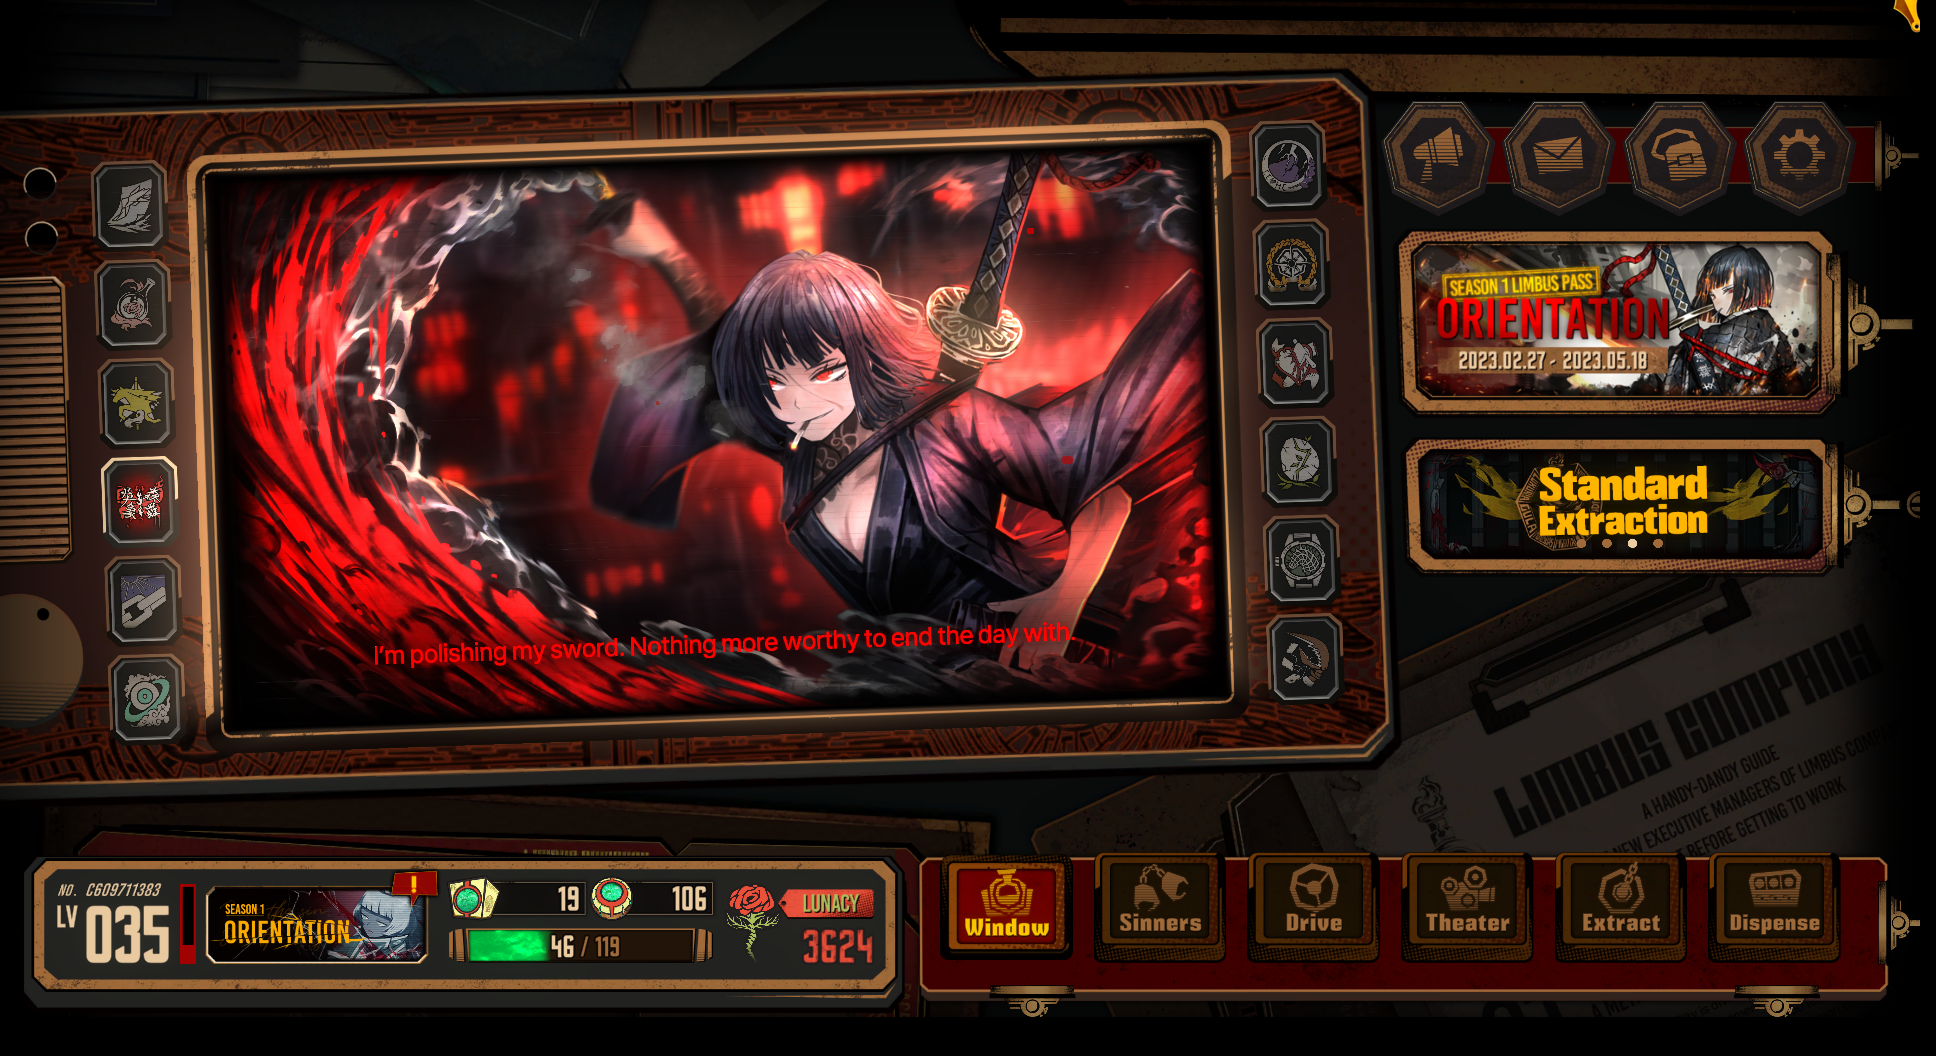 SEASON 1 LIMBUS PASS
ORIENTATION
2023.02.27 - 2023.05.18
Standard
Extraction
I'm polishing my sword. Nothing more worthy to end the day with.
LIMBUS COMPANY
A HANDY-DANDY GUIDE
NEW EXECUTIVE MANAGERS OF LIMBUS COMPANY
BEFORE GETTING TO WORK
NO. C609711383
LV 035
SEASON 1
ORIENTATION
!
19
106
46 / 119
LUNACY
3624
Window
Sinners
Drive
Theater
Extract
Dispense